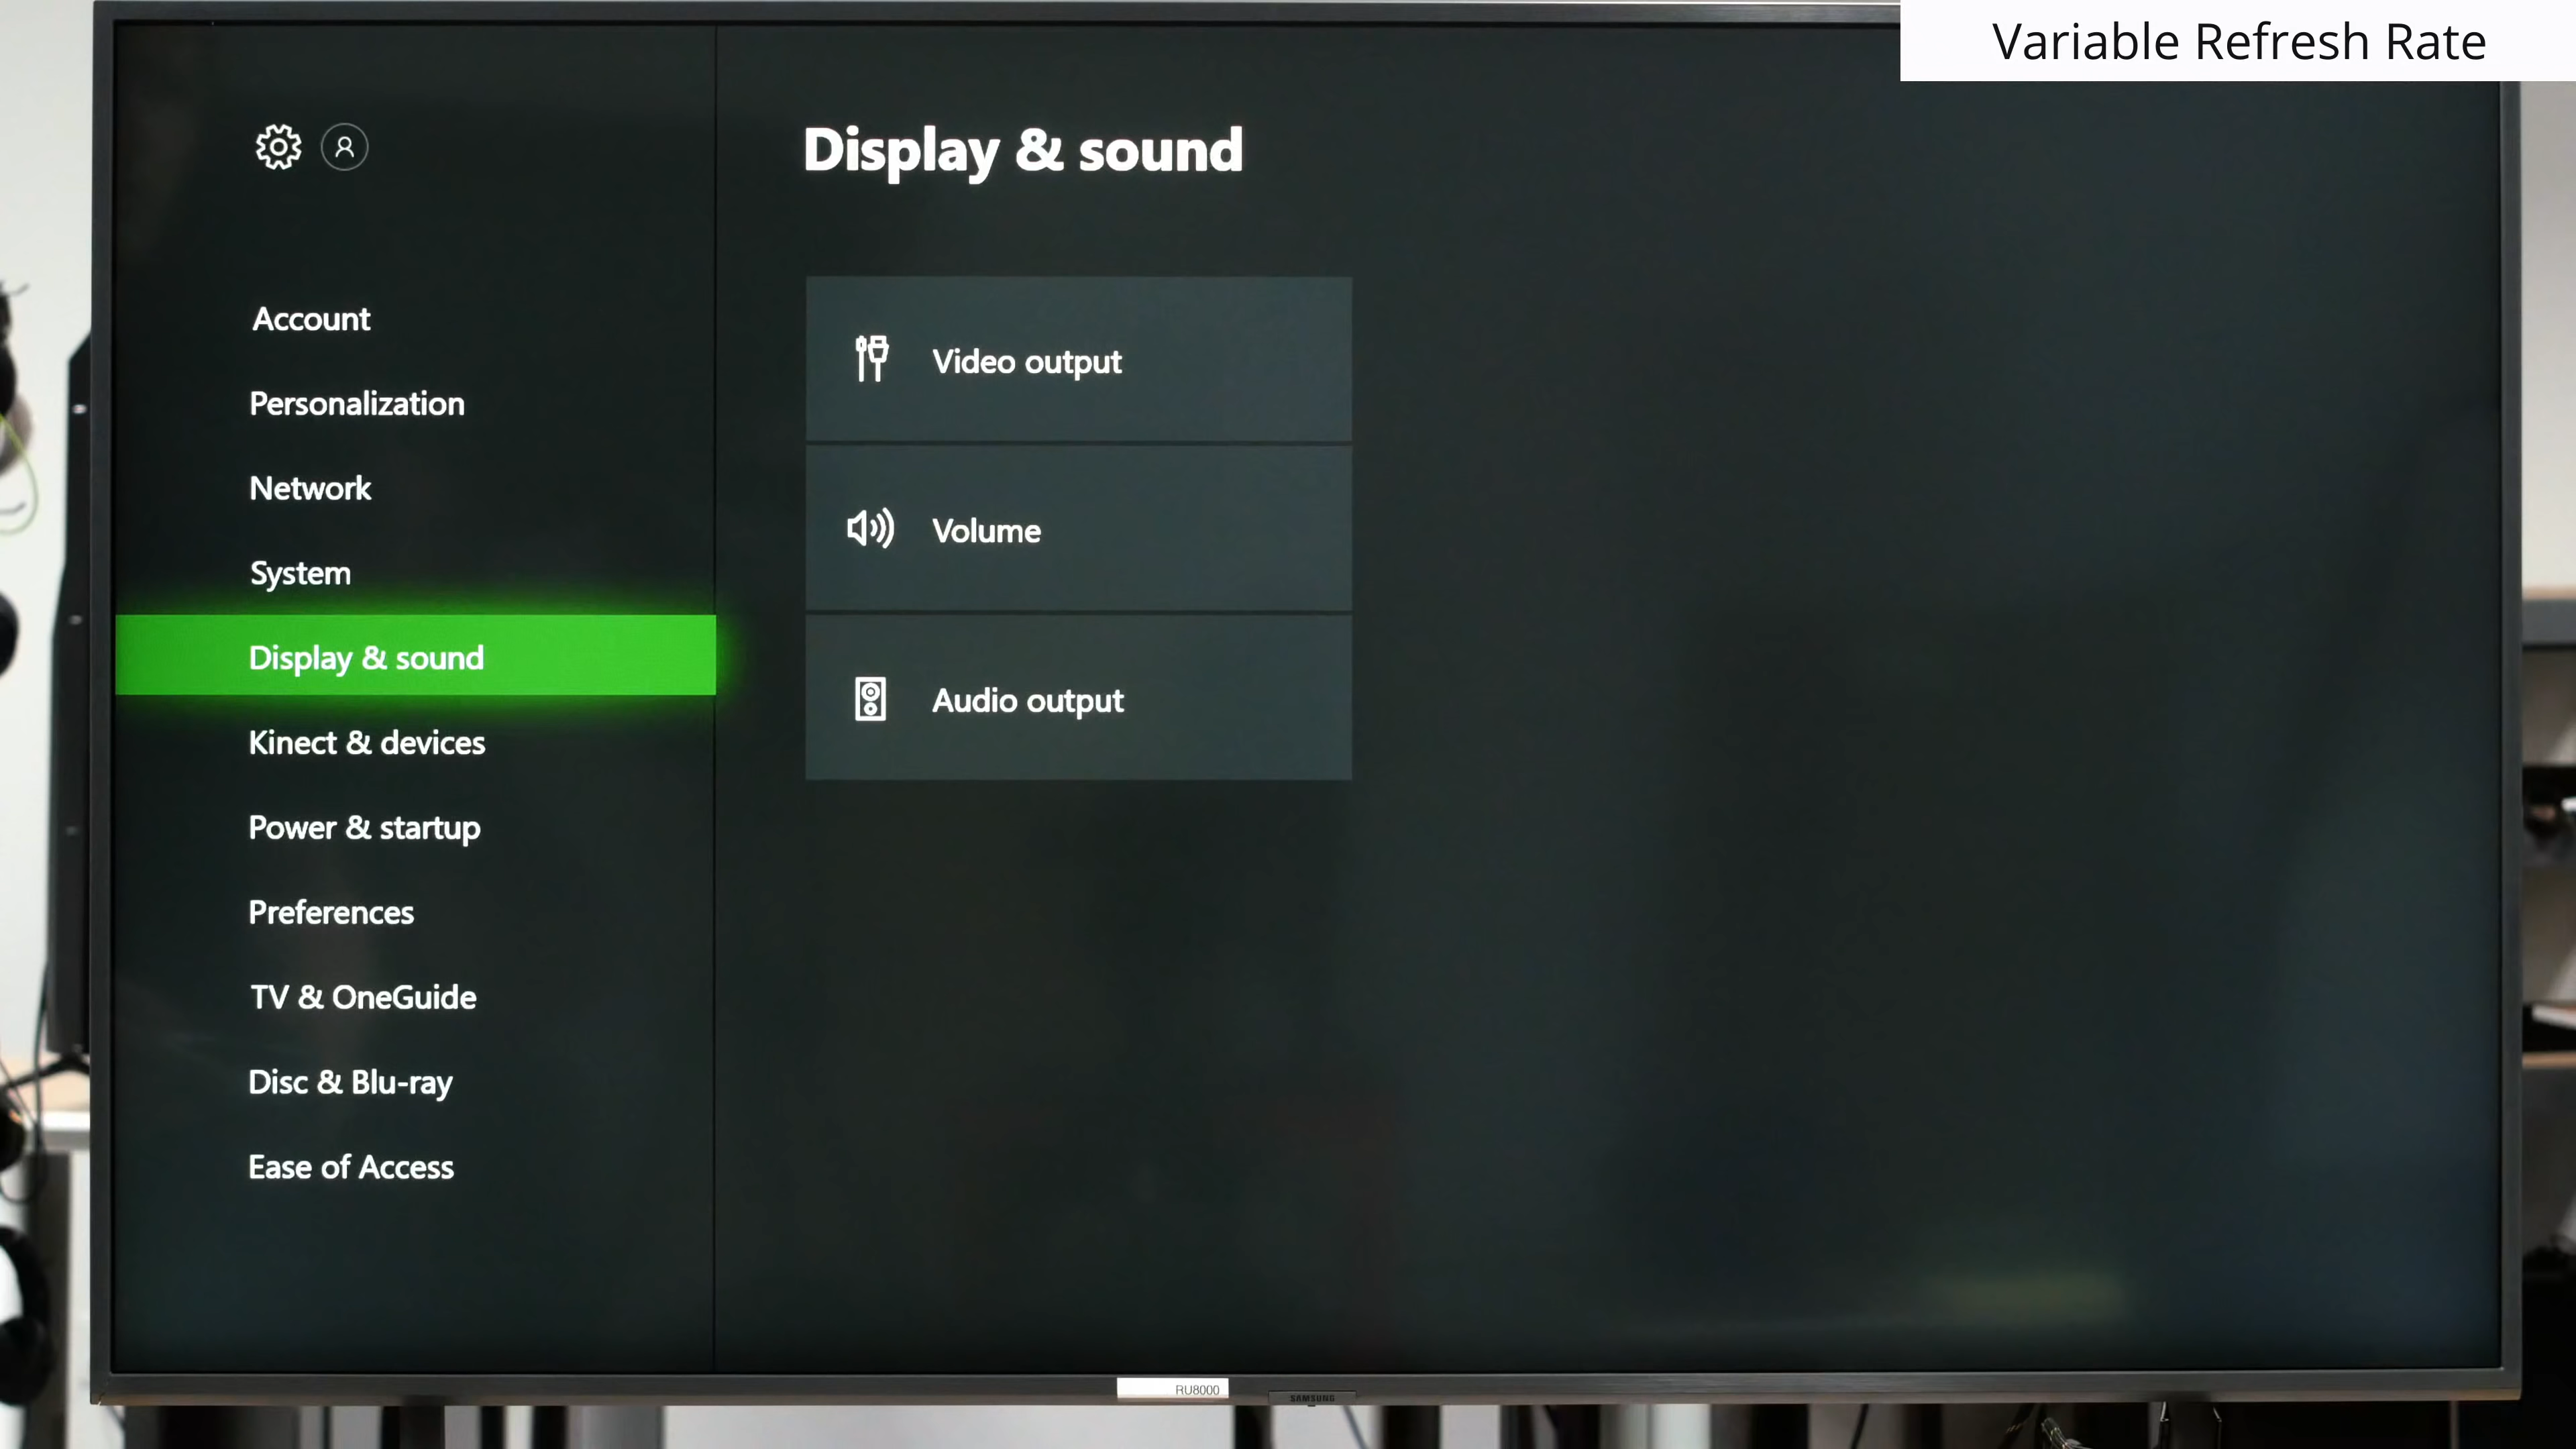 Variable Refresh Rate
Display & sound
Account
Personalization
Network
System
Display & sound
Kinect & devices
Power & startup
Preferences
TV & OneGuide
Disc & Blu-ray
Ease of Access
Video output
Volume
Audio output
RU8000
SAMSUNG